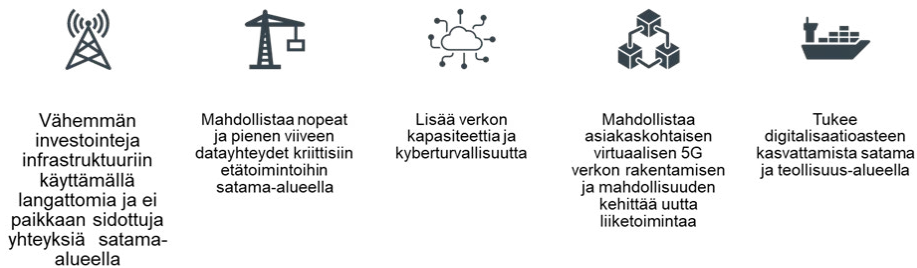 Vähemmän
investointeja
infrastruktuuriin
käyttämällä
langattomia ja ei
paikkaan sidottuja
yhteyksiä satama-
alueella
Mahdollistaa nopeat
ja pienen viiveen
datayhteydet kriittisiin
etätoimintoihin
satama-alueella
Lisää verkon
kapasiteettia ja
kyberturvallisuutta
Mahdollistaa
asiakaskohtaisen
virtuaalisen 5G
verkon rakentamisen
ja mahdollisuuden
kehittää uutta
liiketoimintaa
Tukee
digitalisaatioasteen
kasvattamista satama
ja teollisuus-alueella